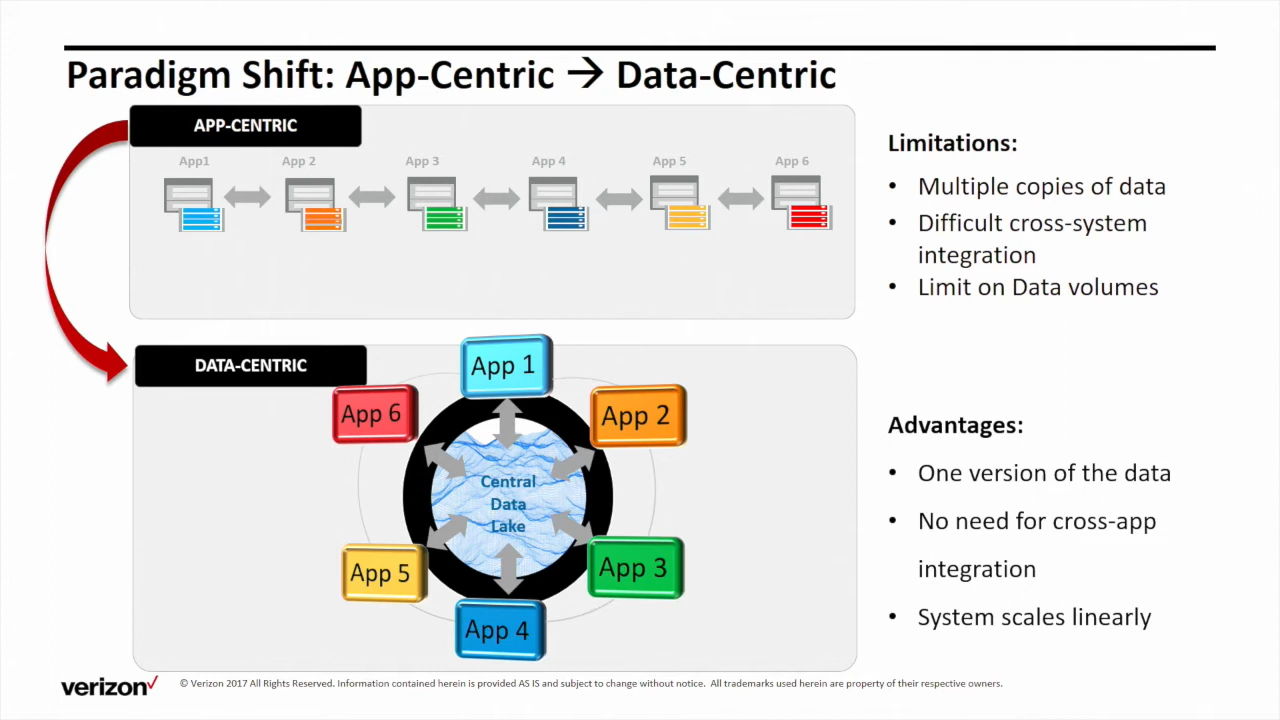 Paradigm Shift: App-Centric → Data-Centric
APP-CENTRIC
App1 App 2 App 3 App 4 App 5 App 6
Limitations:
• Multiple copies of data
• Difficult cross-system
integration
• Limit on Data volumes
DATA-CENTRIC
App 1
App 6
App 2
Central
Data
Lake
App 5
App 3
App 4
Advantages:
• One version of the data
• No need for cross-app
integration
• System scales linearly
verizon✓
© Verizon 2017 All Rights Reserved. Information contained herein is provided AS IS and subject to change without notice. All trademarks used herein are property of their respective owners.